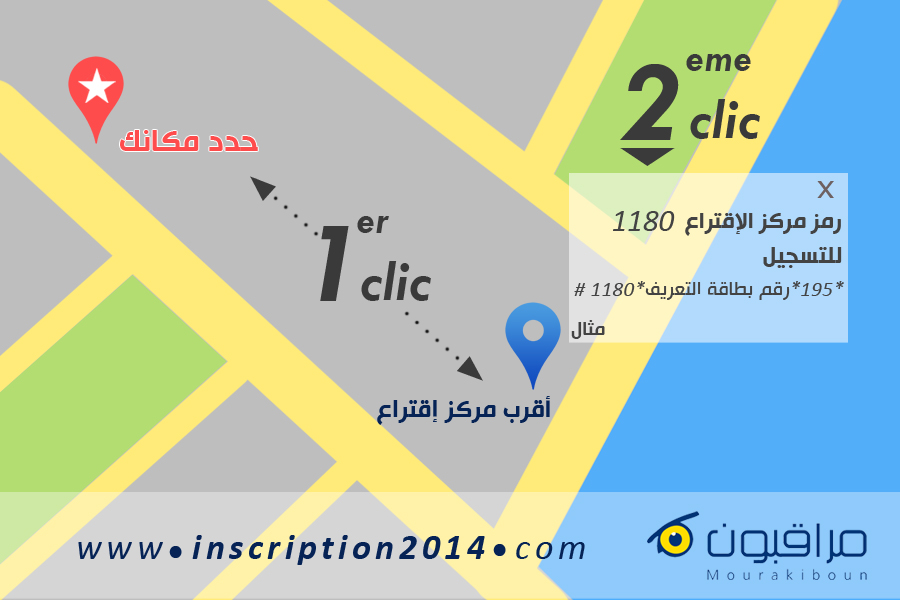 2eme clic
X
رمز مركز الإقتراع 1180
للتسجيل
*195*رقم بطاقة التعريف*1180 #
مثال
حدد مكانك
1er clic
أقرب مركز إقتراع
www.inscription2014.com
مراقبون
Mourakiboun